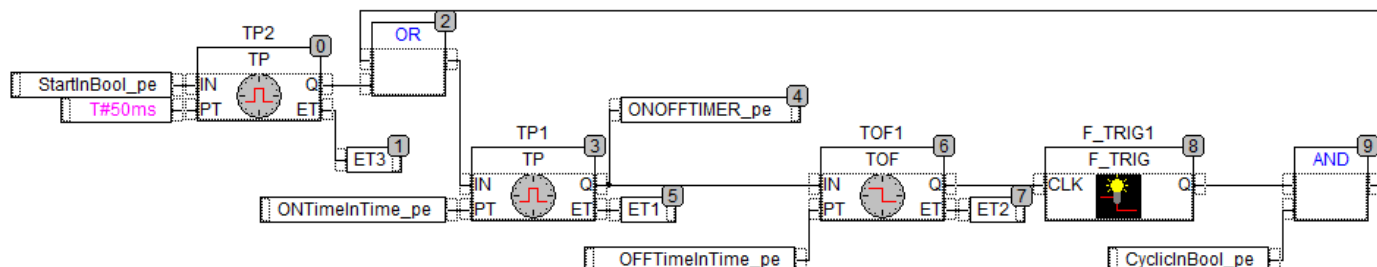 TP2 0
OR 2
TP
StartInBool_pe IN Q
T#50ms PT ET
ONOFFTIMER_pe 4
ET3 1
TP1 3
TOF1 6
F_TRIG1 8
AND 9
TP
TOF
F_TRIG
IN Q
IN Q
CLK Q
ONTimeInTime_pe PT ET
ET1 5
PT ET
ET2 7
OFFTimeInTime_pe
CyclicInBool_pe